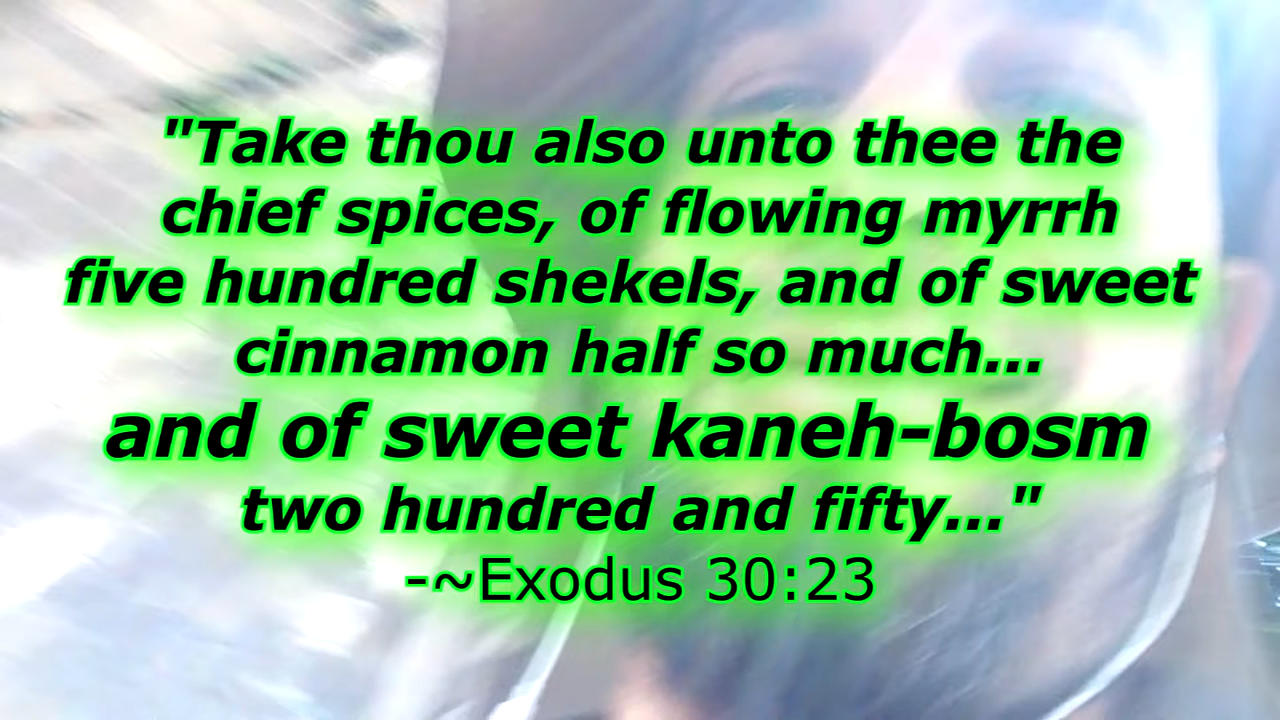 "Take thou also unto thee the
chief spices, of flowing myrrh
five hundred shekels, and of sweet
cinnamon half so much...
and of sweet kaneh-bosm
two hundred and fifty..."
-~Exodus 30:23